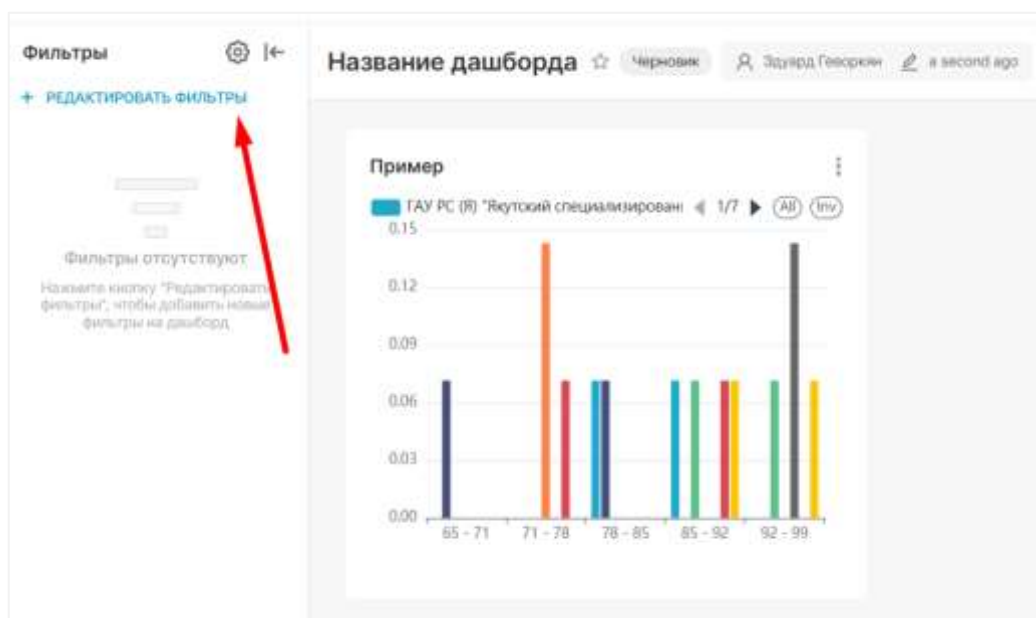 Фильтры
+ РЕДАКТИРОВАТЬ ФИЛЬТРЫ
Фильтры отсутствуют
Нажмите кнопку "Редактировать
фильтры", чтобы добавить новые
фильтры на дашборд
Название дашборда Черновик Эдуард Геворкян a second ago
Пример
ГАУ РС (Я) "Якутский специализирован 1/7 All Inv
0.15
0.12
0.09
0.06
0.03
0.00
65 - 71 71 - 78 78 - 85 85 - 92 92 - 99